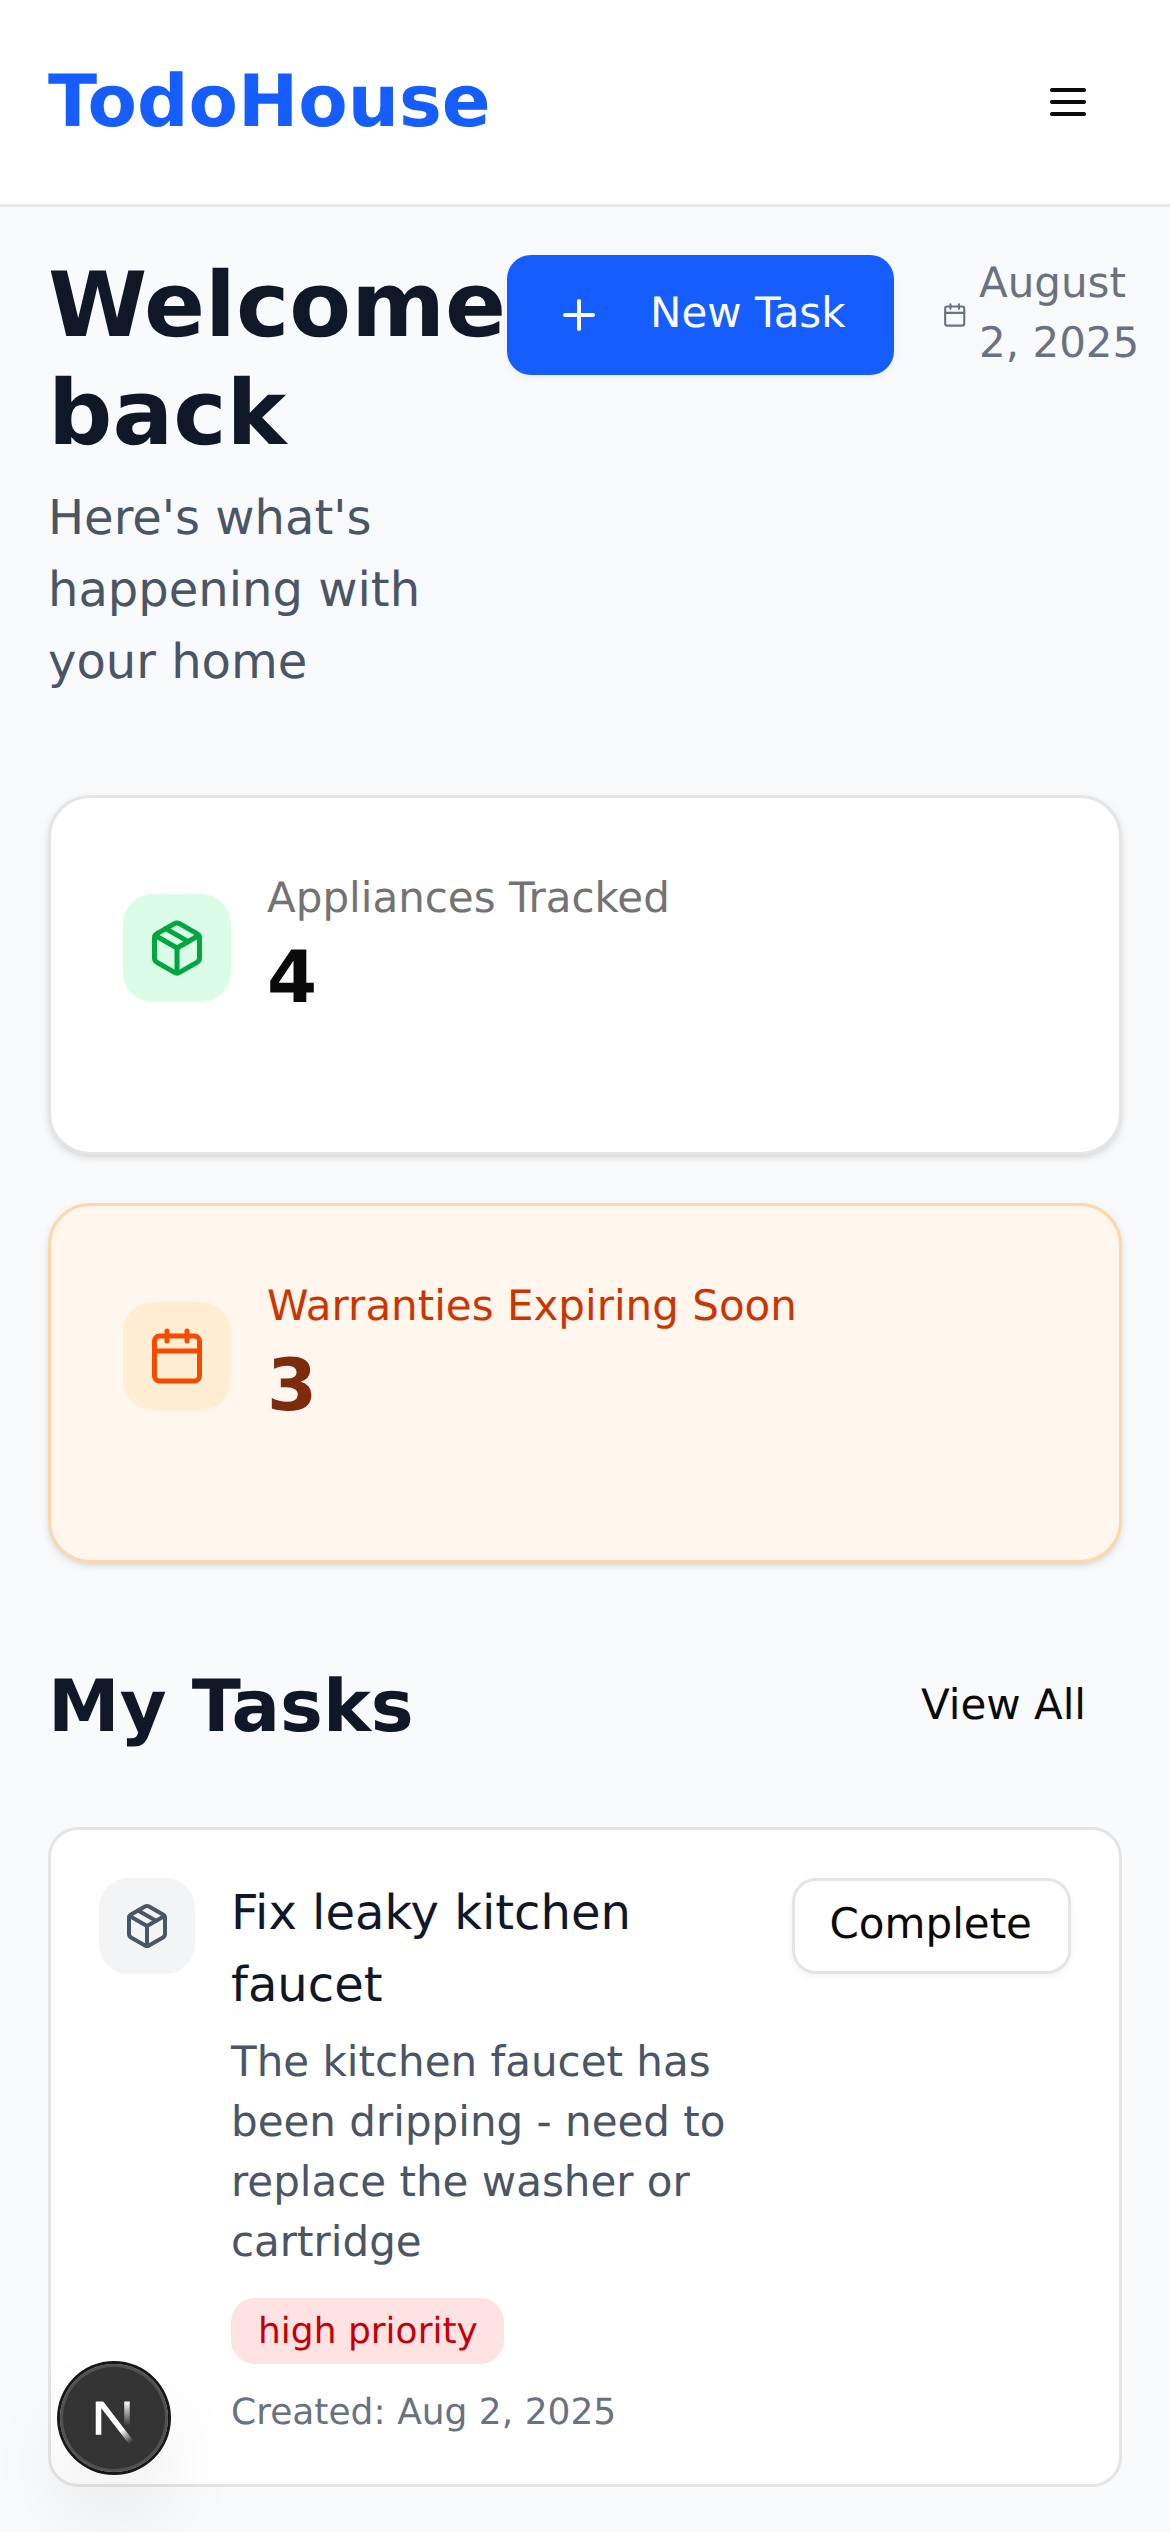 TodoHouse
Welcome
back
New Task
August
2, 2025
Here's what's
happening with
your home
Appliances Tracked
4
Warranties Expiring Soon
3
My Tasks
View All
Fix leaky kitchen
faucet
Complete
The kitchen faucet has
been dripping - need to
replace the washer or
cartridge
high priority
Created: Aug 2, 2025
N